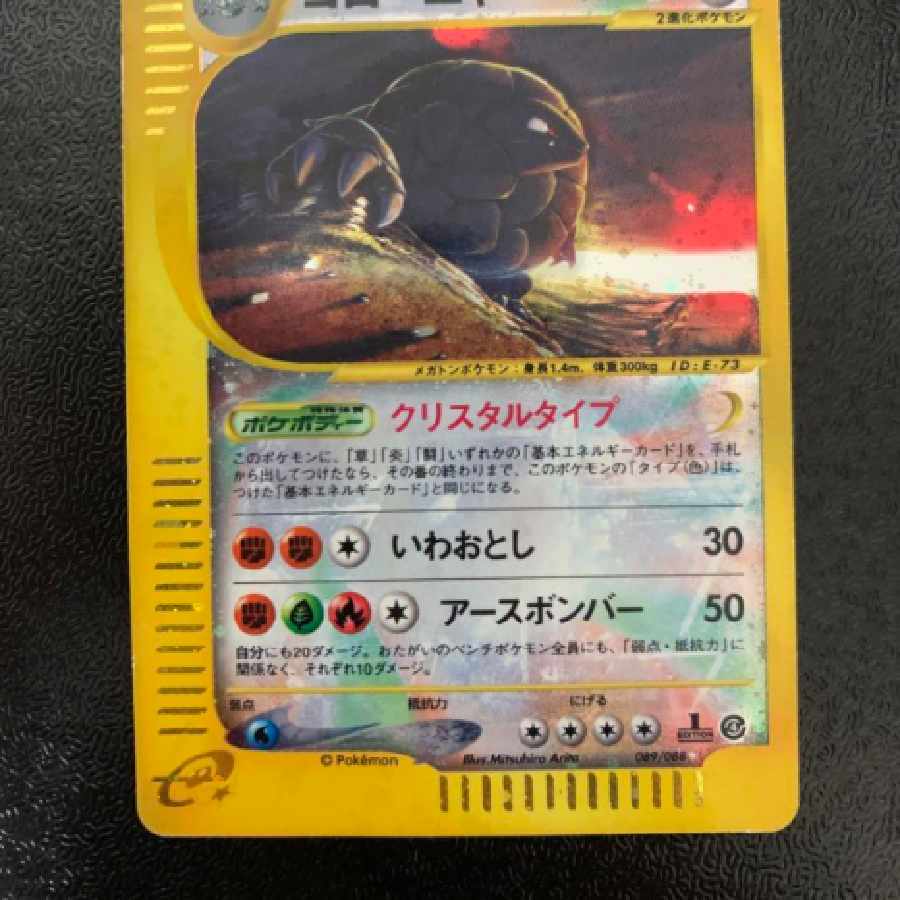 2進化ポケモン
メガトンポケモン：身長1.4m、体重300kg ID:E-73
特殊体質
ポケボディー クリスタルタイプ
このポケモンに、「草」「炎」「闘」いずれかの「基本エネルギーカード」を、手札
から出してつけたなら、その番の終わりまで、このポケモンの「タイプ（色）」は、
つけた「基本エネルギーカード」と同じになる。
いわおとし 30
アースボンバー 50
自分にも20ダメージ。おたがいのベンチポケモン全員にも、「弱点・抵抗力」に
関係なく、それぞれ10ダメージ。
弱点 抵抗力 にげる
1
EDITION
© Pokémon Illus. Mitsuhiro Arita 089/088
e